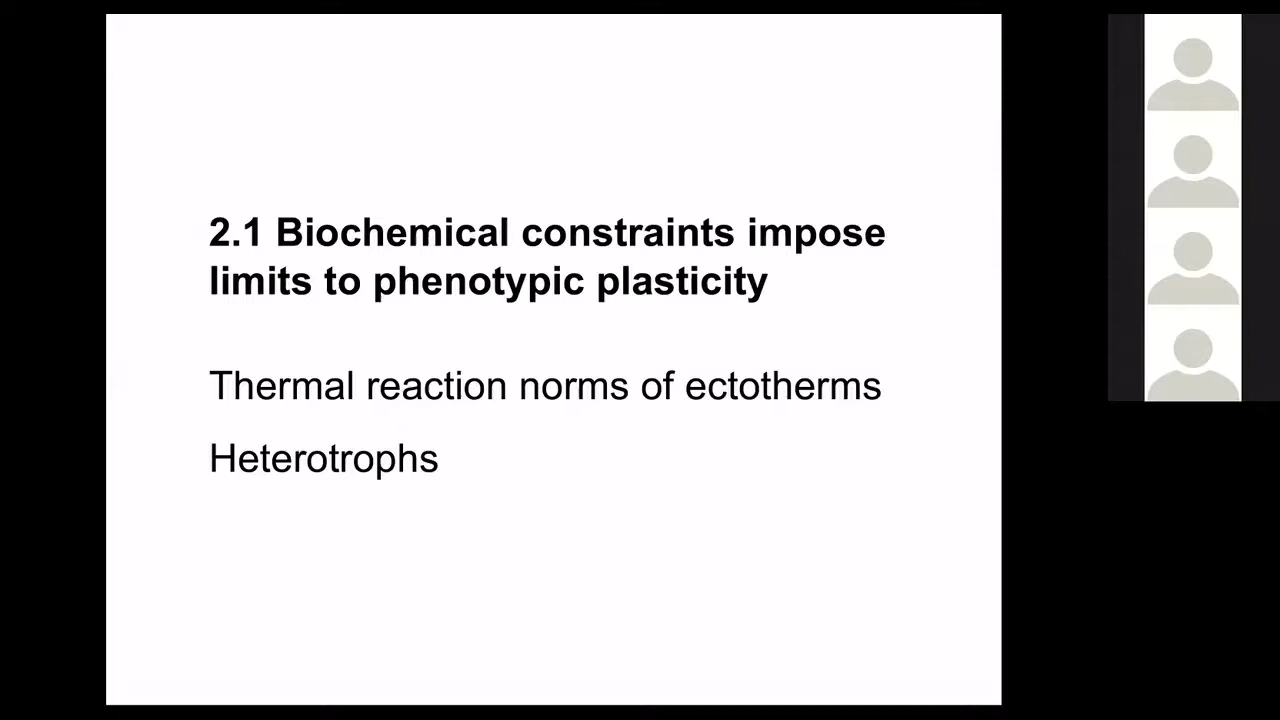 2.1 Biochemical constraints impose
limits to phenotypic plasticity
Thermal reaction norms of ectotherms
Heterotrophs